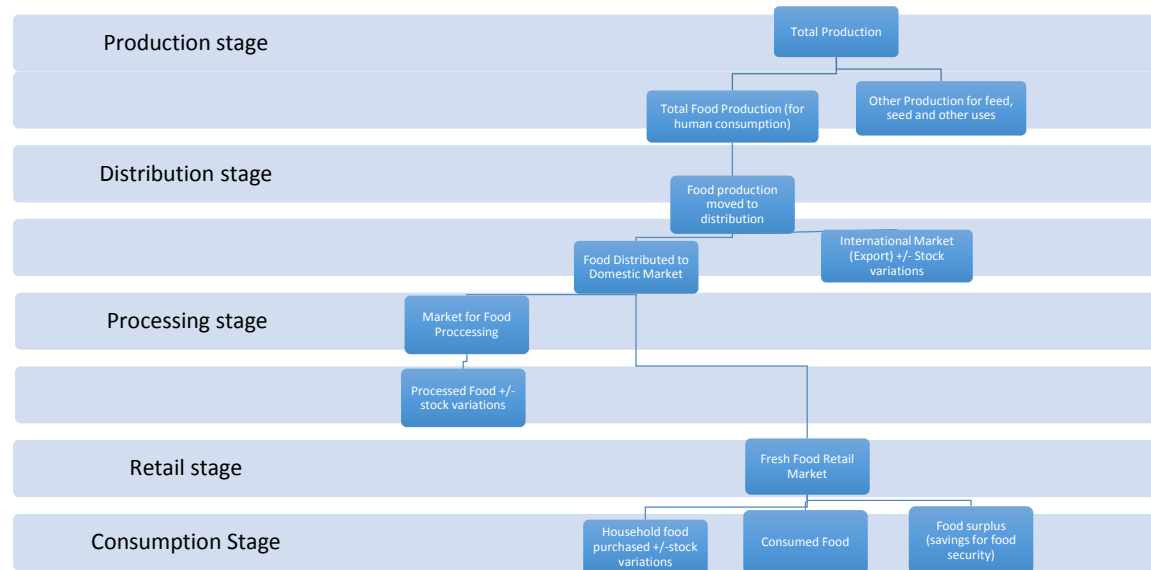 Production stage
Total Production
Total Food Production (for
human consumption)
Other Production for feed,
seed and other uses
Distribution stage
Food production
moved to
distribution
Food Distributed to
Domestic Market
International Market
(Export) +/- Stock
variations
Processing stage
Market for Food
Proccessing
Processed Food +/-
stock variations
Retail stage
Fresh Food Retail
Market
Consumption Stage
Household food
purchased +/-stock
variations
Consumed Food
Food surplus
(savings for food
security)